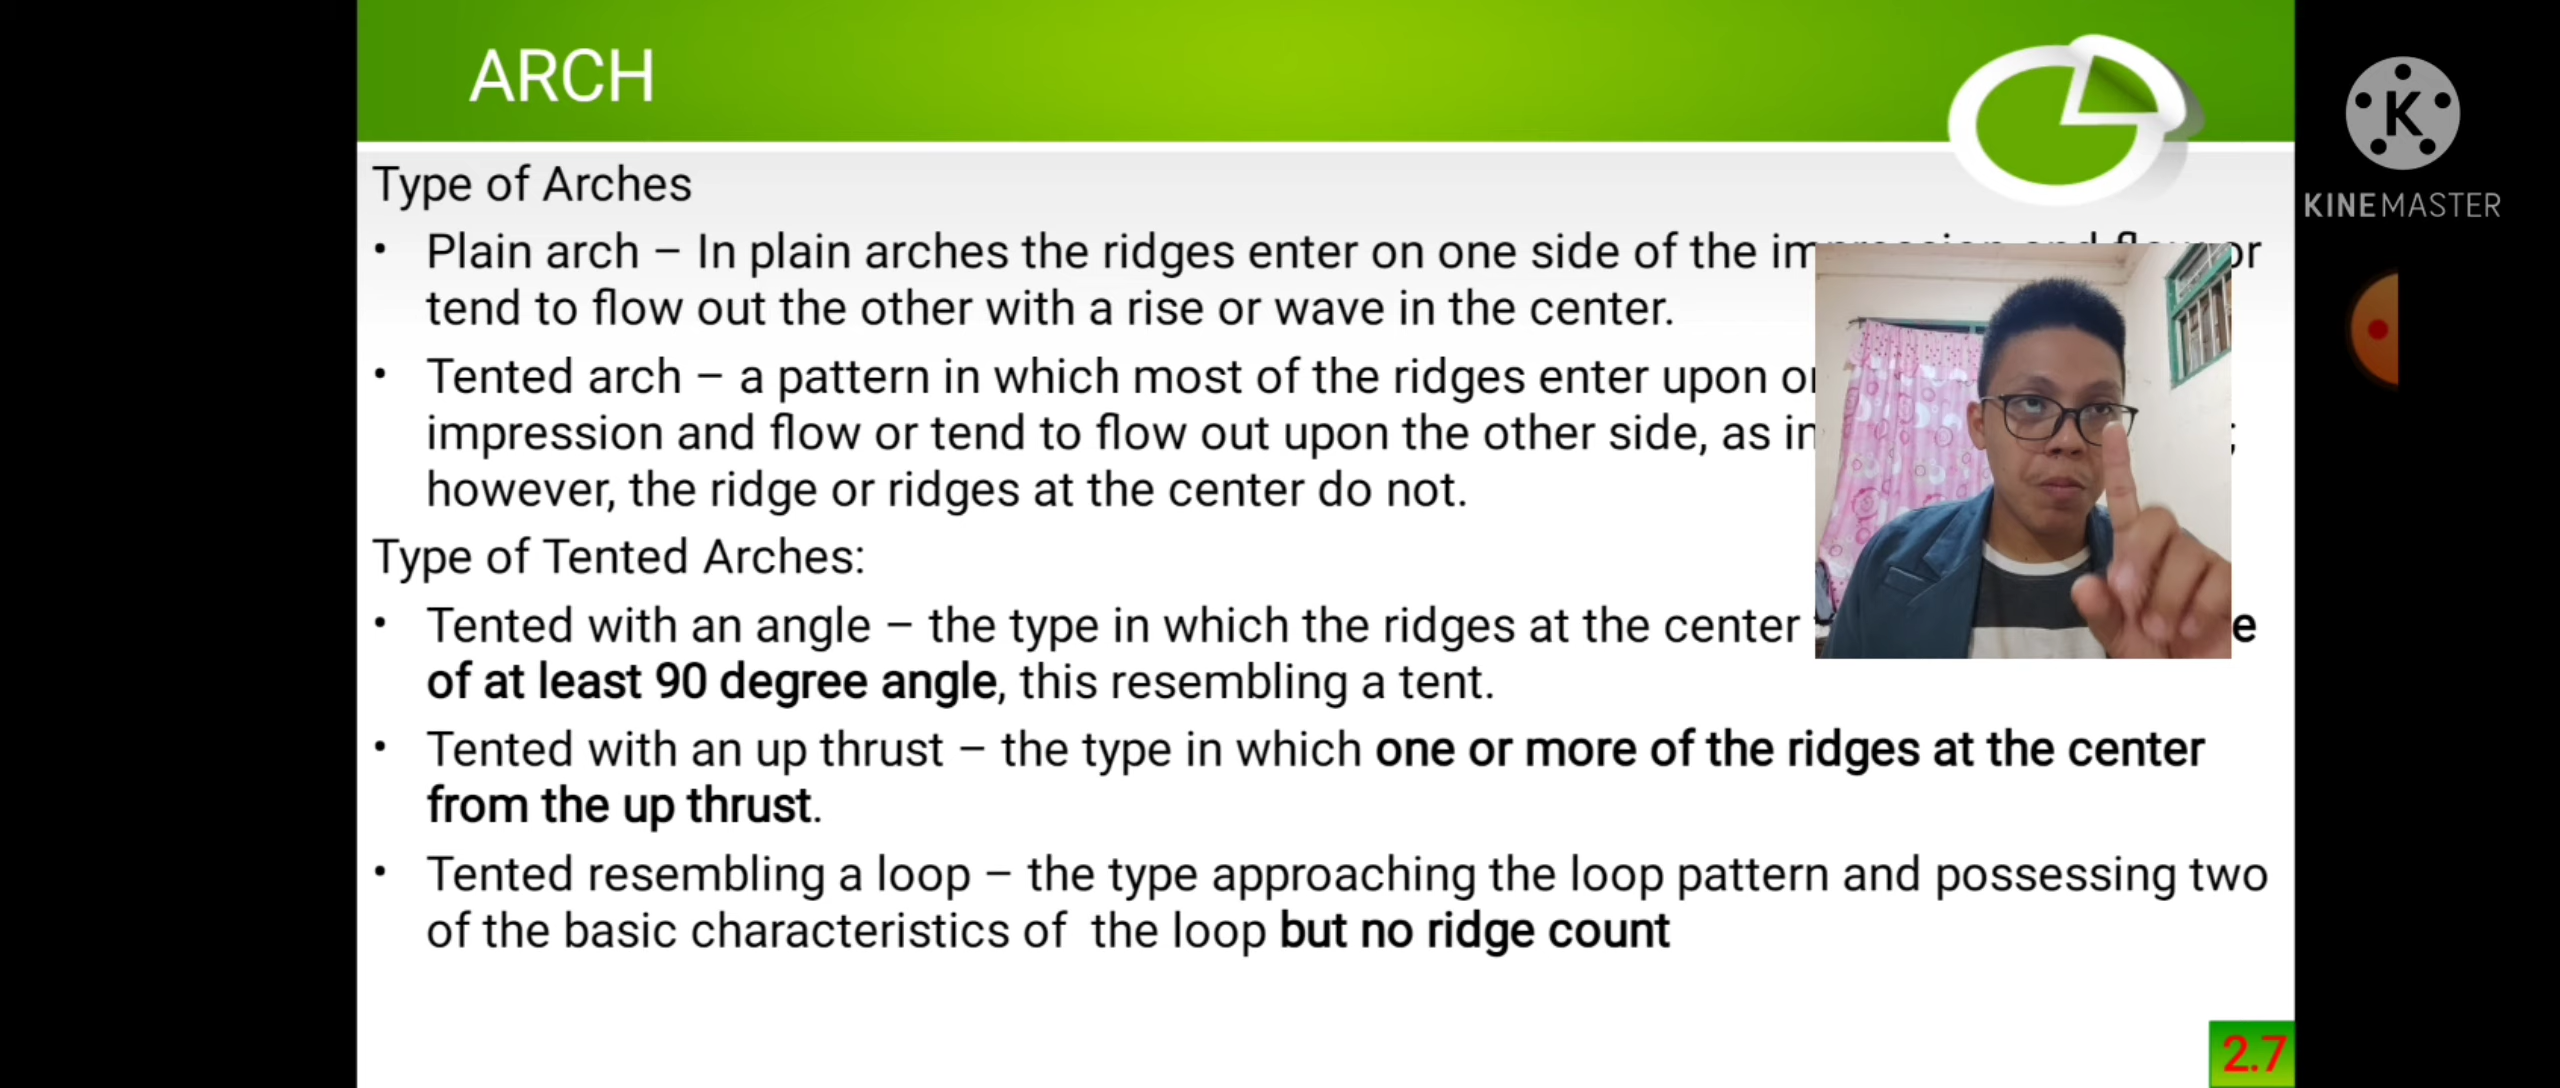 ARCH
K
KINEMASTER
Type of Arches
• Plain arch – In plain arches the ridges enter on one side of the or
tend to flow out the other with a rise or wave in the center.
• Tented arch – a pattern in which most of the ridges enter upon
impression and flow or tend to flow out upon the other side, as ;
however, the ridge or ridges at the center do not.
Type of Tented Arches:
• Tented with an angle – the type in which the ridges at the center
of at least 90 degree angle, this resembling a tent.
• Tented with an up thrust – the type in which one or more of the ridges at the center
from the up thrust.
• Tented resembling a loop – the type approaching the loop pattern and possessing two
of the basic characteristics of the loop but no ridge count
2.7